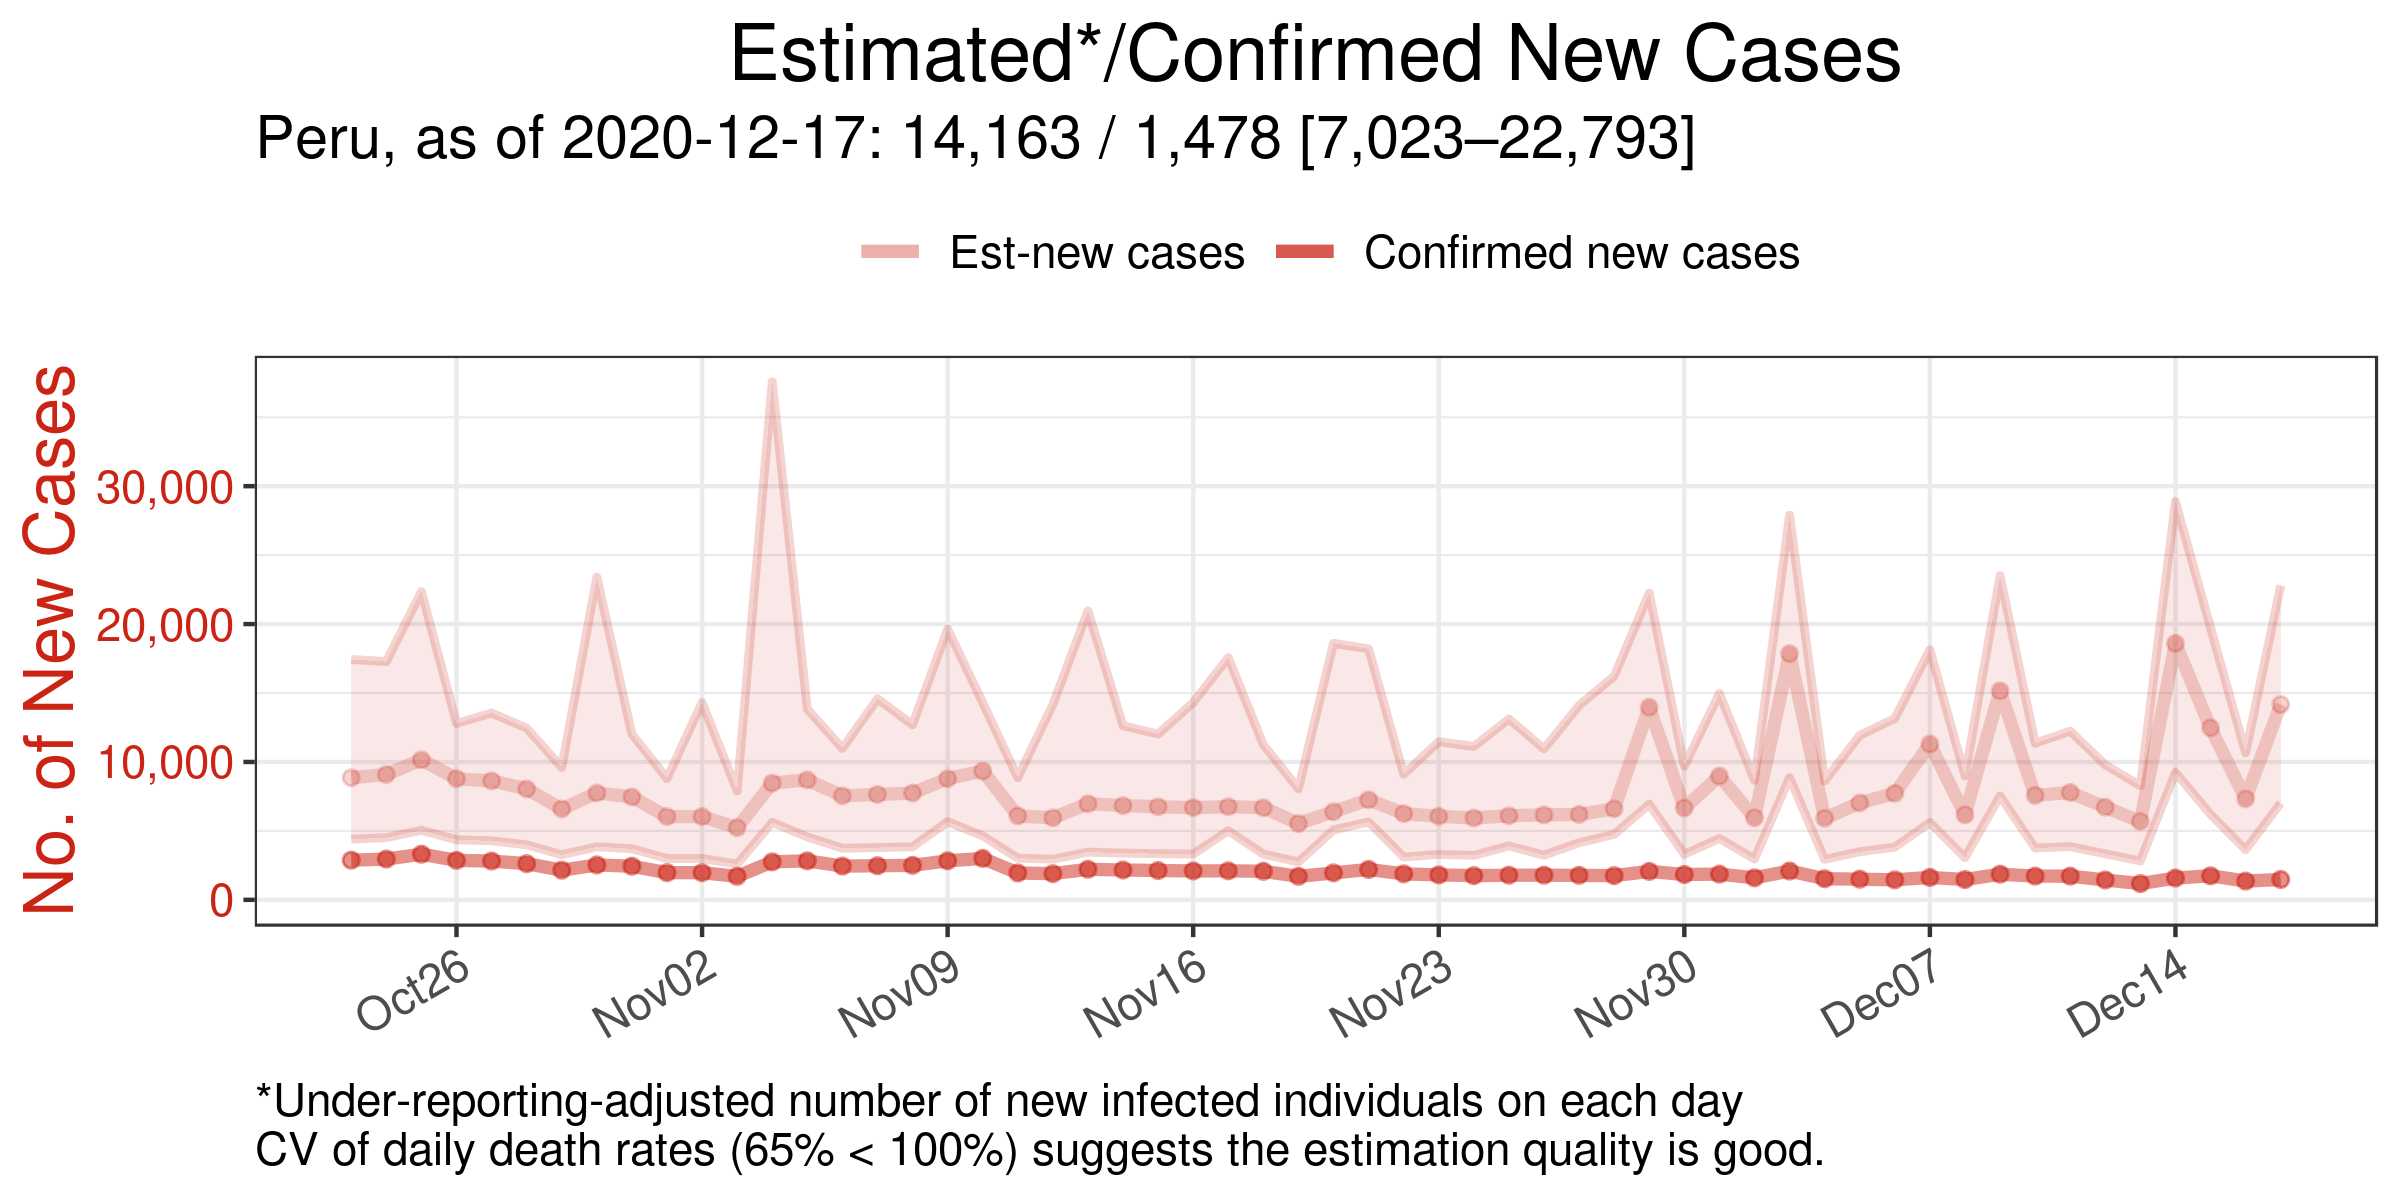 Estimated*/Confirmed New Cases
Peru, as of 2020-12-17: 14,163 / 1,478 [7,023–22,793]
Est-new cases
Confirmed new cases
No. of New Cases
30,000
20,000
10,000
0
Oct26
Nov02
Nov09
Nov16
Nov23
Nov30
Dec07
Dec14
*Under-reporting-adjusted number of new infected individuals on each day
CV of daily death rates (65% < 100%) suggests the estimation quality is good.